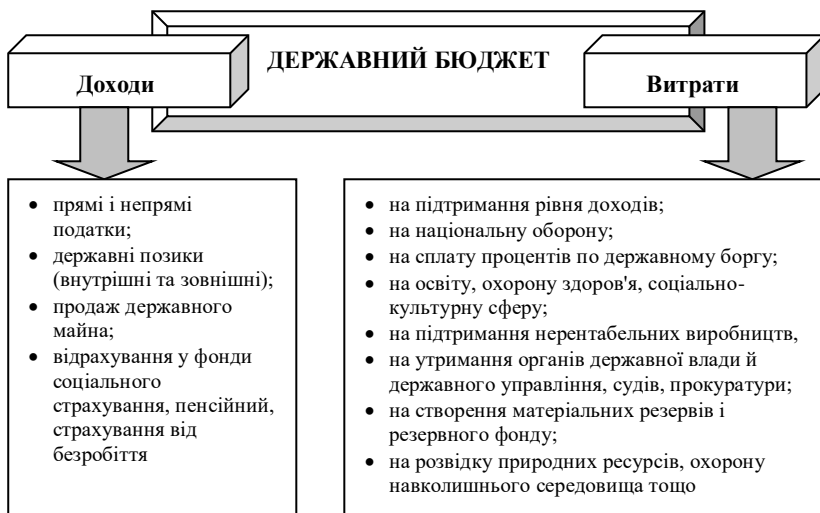 ДЕРЖАВНИЙ БЮДЖЕТ
Доходи
Витрати
• прямі і непрямі
податки;
• державні позики
(внутрішні та зовнішні);
• продаж державного
майна;
• відрахування у фонди
соціального
страхування, пенсійний,
страхування від
безробіття
• на підтримання рівня доходів;
• на національну оборону;
• на сплату процентів по державному боргу;
• на освіту, охорону здоров'я, соціально-
культурну сферу;
• на підтримання нерентабельних виробництв,
• на утримання органів державної влади й
державного управління, судів, прокуратури;
• на створення матеріальних резервів і
резервного фонду;
• на розвідку природних ресурсів, охорону
навколишнього середовища тощо